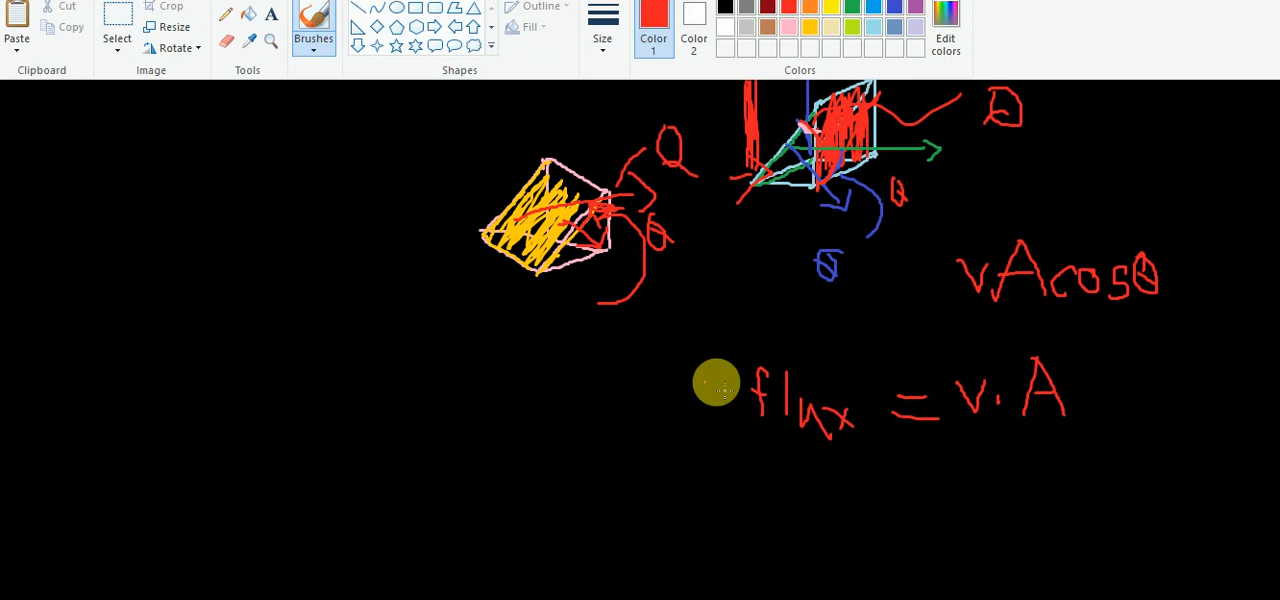 Paste
Cut
Copy
Clipboard
Select
Crop
Resize
Rotate
Image
A
Tools
Brushes
Outline
Fill
Shapes
Size
Color 1
Color 2
Edit colors
Colors
θ
θ
vAcosθ
flux = v.A